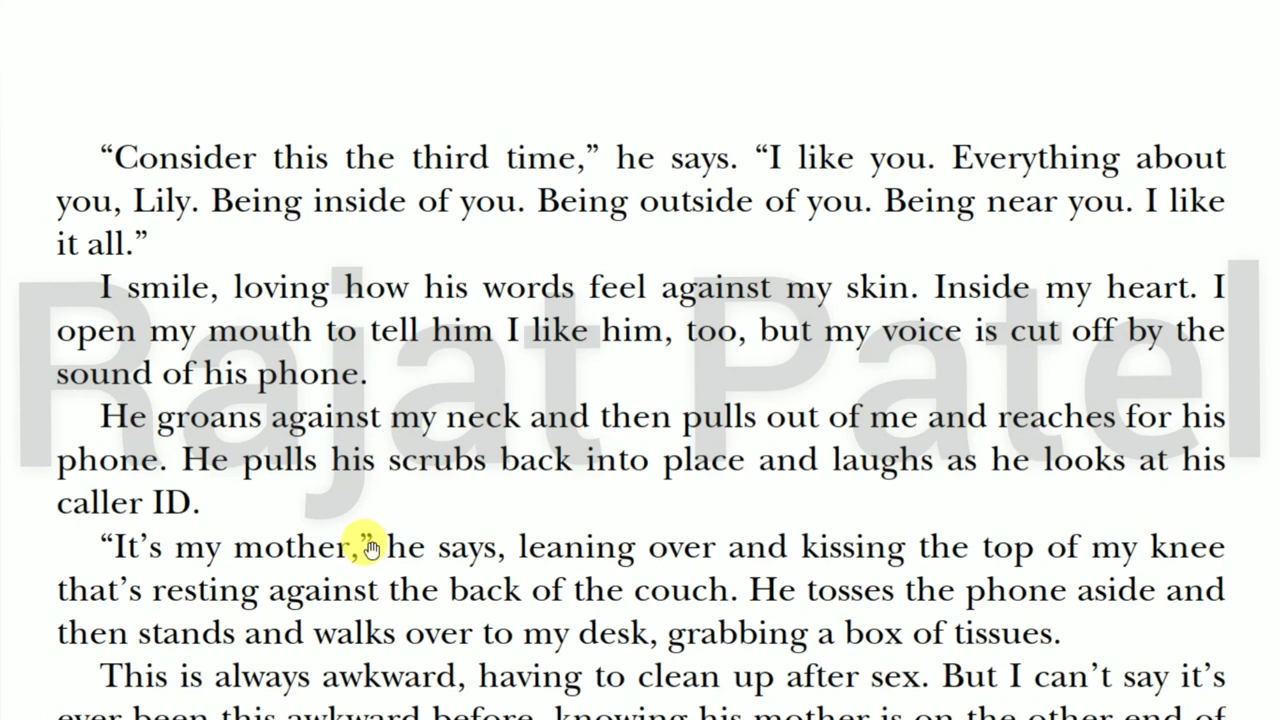 “Consider this the third time,” he says. “I like you. Everything about
you, Lily. Being inside of you. Being outside of you. Being near you. I like
it all.”
I smile, loving how his words feel against my skin. Inside my heart. I
open my mouth to tell him I like him, too, but my voice is cut off by the
sound of his phone.
Rajat Patel
He groans against my neck and then pulls out of me and reaches for his
phone. He pulls his scrubs back into place and laughs as he looks at his
caller ID.
“It’s my mother,” he says, leaning over and kissing the top of my knee
that’s resting against the back of the couch. He tosses the phone aside and
then stands and walks over to my desk, grabbing a box of tissues.
This is always awkward, having to clean up after sex. But I can’t say it’s
ever been this awkward before, knowing his mother is on the other end of